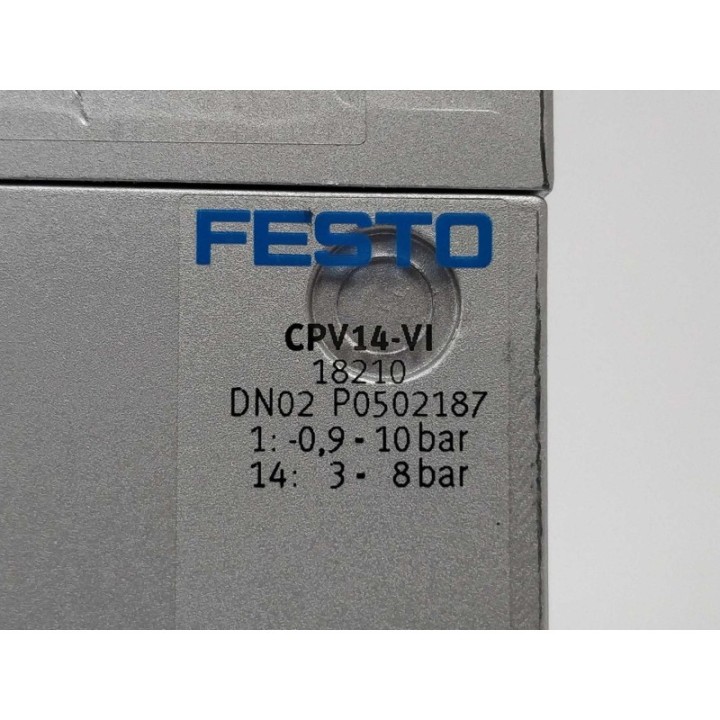 FESTO
CPV14-VI
18210
DN02 P0502187
1: -0,9 - 10 bar
14: 3 - 8 bar